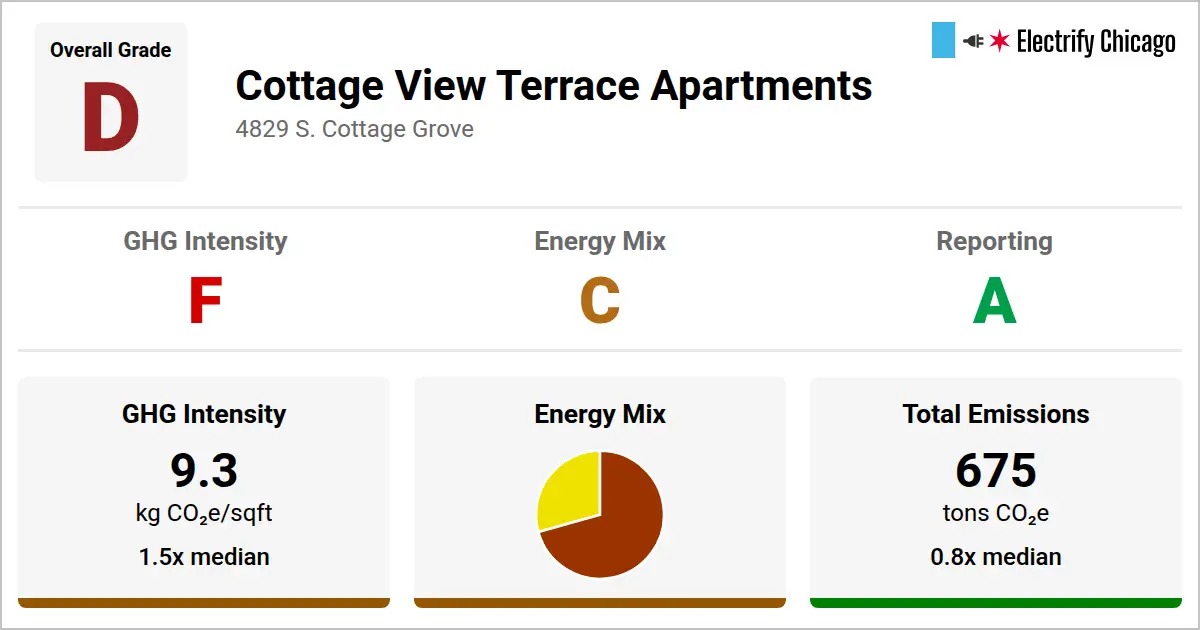 Overall Grade
D
Cottage View Terrace Apartments
4829 S. Cottage Grove
Electrify Chicago
GHG Intensity
F
Energy Mix
C
Reporting
A
GHG Intensity
9.3
kg CO₂e/sqft
1.5x median
Energy Mix
Total Emissions
675
tons CO₂e
0.8x median